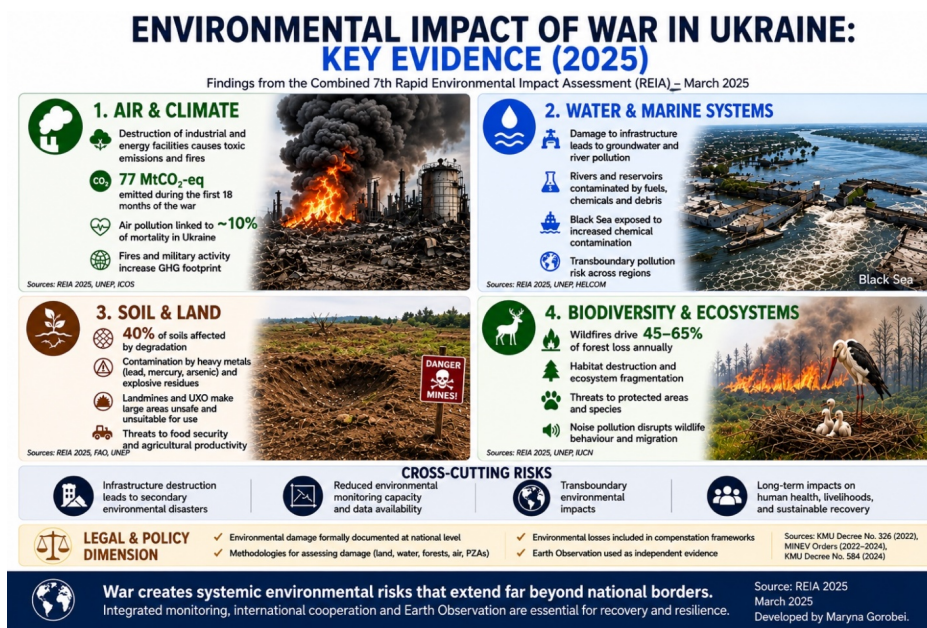 ENVIRONMENTAL IMPACT OF WAR IN UKRAINE:
KEY EVIDENCE (2025)
Findings from the Combined 7th Rapid Environmental Impact Assessment (REIA) – March 2025
1. AIR & CLIMATE
Destruction of industrial and
energy facilities causes toxic
emissions and fires
CO₂
77 MtCO₂-eq
emitted during the first 18
months of the war
Air pollution linked to ~10%
of mortality in Ukraine
Fires and military activity
increase GHG footprint
Sources: REIA 2025, UNEP, ICOS
2. WATER & MARINE SYSTEMS
Damage to infrastructure
leads to groundwater and
river pollution
Rivers and reservoirs
contaminated by fuels,
chemicals and debris
Black Sea exposed to
increased chemical
contamination
Transboundary pollution
risk across regions
Black Sea
Sources: REIA 2025, UNEP, HELCOM
3. SOIL & LAND
40% of soils affected
by degradation
Contamination by heavy metals
(lead, mercury, arsenic) and
explosive residues
Landmines and UXO make
large areas unsafe and
unsuitable for use
Threats to food security
and agricultural productivity
Sources: REIA 2025, FAO, UNEP
DANGER
MINES!
4. BIODIVERSITY & ECOSYSTEMS
Wildfires drive 45–65%
of forest loss annually
Habitat destruction and
ecosystem fragmentation
Threats to protected areas
and species
Noise pollution disrupts wildlife
behaviour and migration
Sources: REIA 2025, UNEP, IUCN
CROSS-CUTTING RISKS
Infrastructure destruction
leads to secondary
environmental disasters
Reduced environmental
monitoring capacity
and data availability
Transboundary
environmental
impacts
Long-term impacts on
human health, livelihoods,
and sustainable recovery
LEGAL & POLICY
DIMENSION
Environmental damage formally documented at national level
Methodologies for assessing damage (land, water, forests, air, PZAs)
Environmental losses included in compenstation frameworks
Earth Observation used as independent evidence
Sources: KMU Decree No. 326 (2022),
MINEV Orders (2022–2024),
KMU Decree No. 584 (2024)
War creates systemic environmental risks that extend far beyond national borders.
Integrated monitoring, international cooperation and Earth Observation are essential for recovery and resilience.
Source: REIA 2025
March 2025
Developed by Maryna Gorobei.